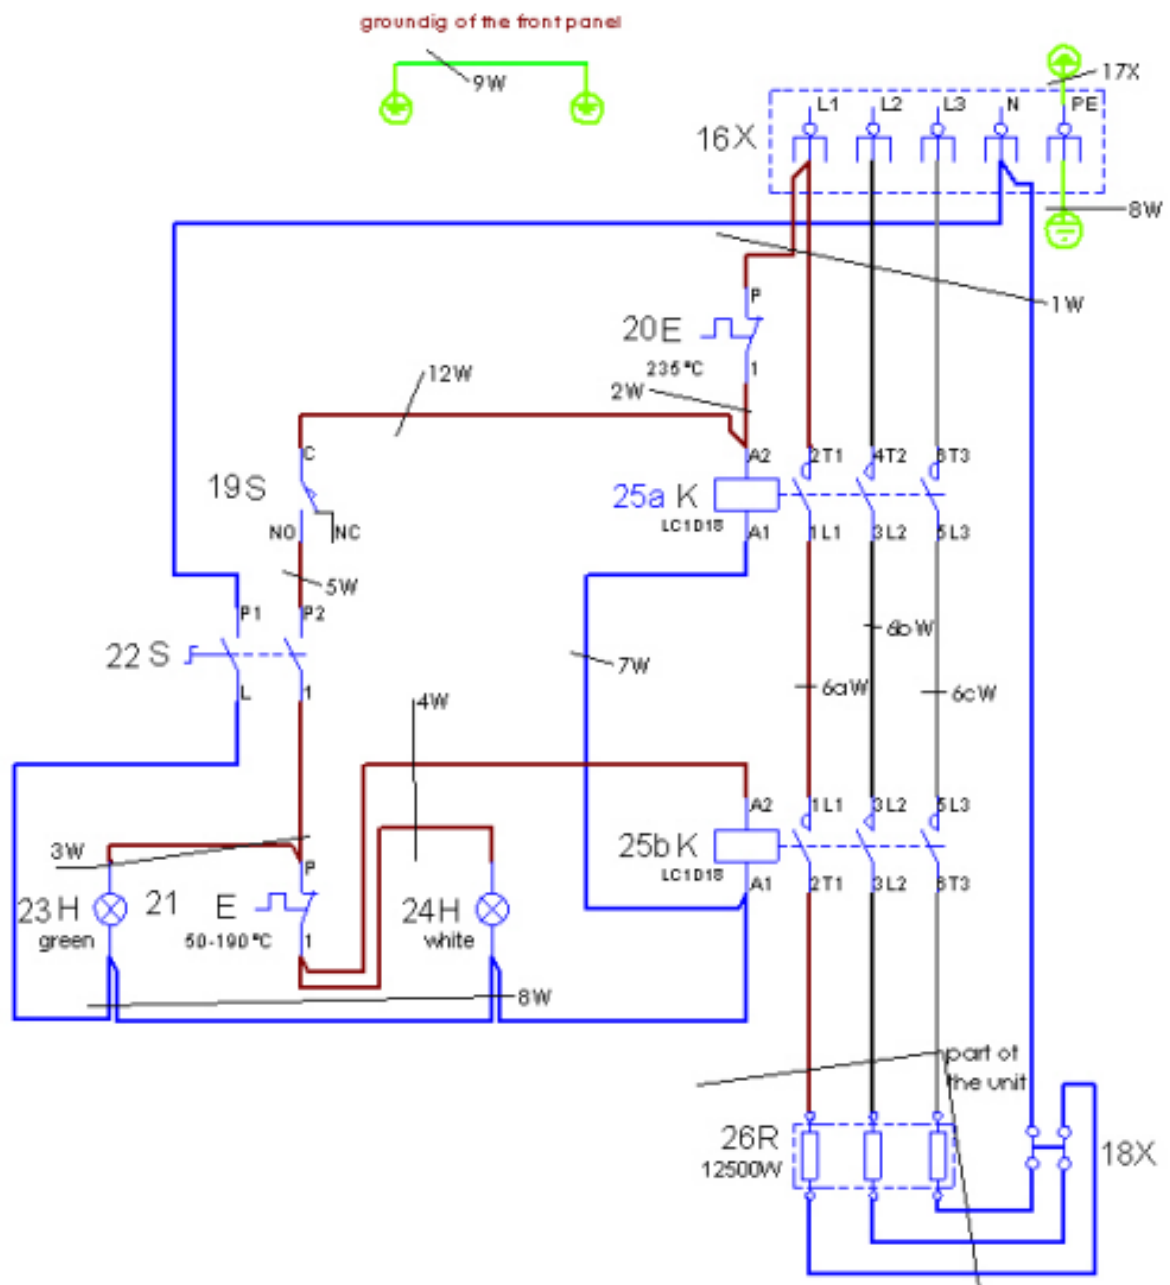 groundig of the front panel
9W
17X
L1 L2 L3 N PE
16X
8W
1W
P
20E
235°C
1
12W
2W
C
A2 2T1 4T2 6T3
19S
25a K
LC1D18
NO NC
A1 1L1 3L2 5L3
5W
P1 P2
6bW
22S
7W
L 1
6aW 6cW
4W
A2 1L1 3L2 5L3
3W
25b K
P
LC1D18
A1 2T1 3L2 6T3
23H 21 E 24H
green 50-190°C 1 white
8W
part of
the unit
26R
12500W
18X